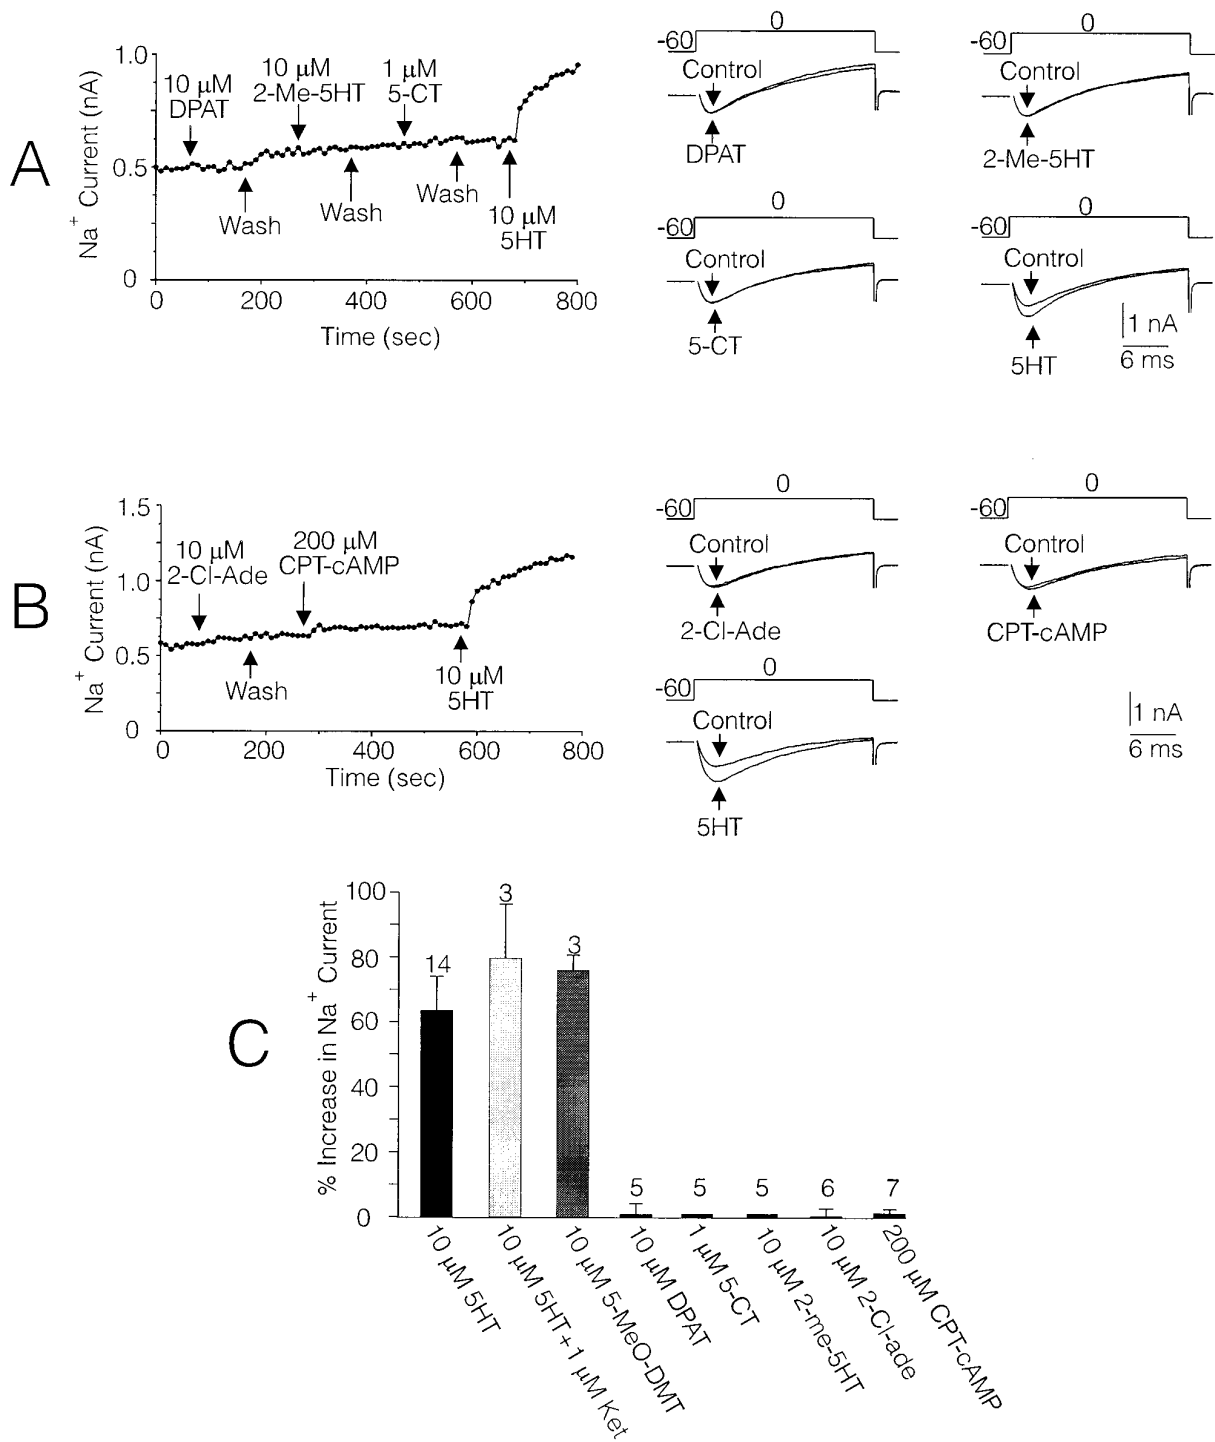 A
Na+ Current (nA)
1.0
0.5
0
10 μM
DPAT
10 μM
2-Me-5HT
1 μM
5-CT
Wash
Wash
Wash
10 μM
5HT
0
200
400
600
800
Time (sec)
0
-60
Control
DPAT
0
-60
Control
2-Me-5HT
0
-60
Control
5-CT
0
-60
Control
5HT
1 nA
6 ms
B
Na+ Current (nA)
1.5
1.0
0.5
0
10 μM
2-Cl-Ade
200 μM
CPT-cAMP
Wash
10 μM
5HT
0
200
400
600
800
Time (sec)
0
-60
Control
2-Cl-Ade
0
-60
Control
CPT-cAMP
0
-60
Control
5HT
1 nA
6 ms
C
% Increase in Na+ Current
100
80
60
40
20
0
14
3
3
5
5
5
6
7
10 μM 5HT
10 μM 5HT+1 μM Ket
10 μM 5-MeO-DMT
10 μM DPAT
1 μM 5-CT
10 μM 2-me-5HT
10 μM 2-Cl-ade
200 μM CPT-cAMP